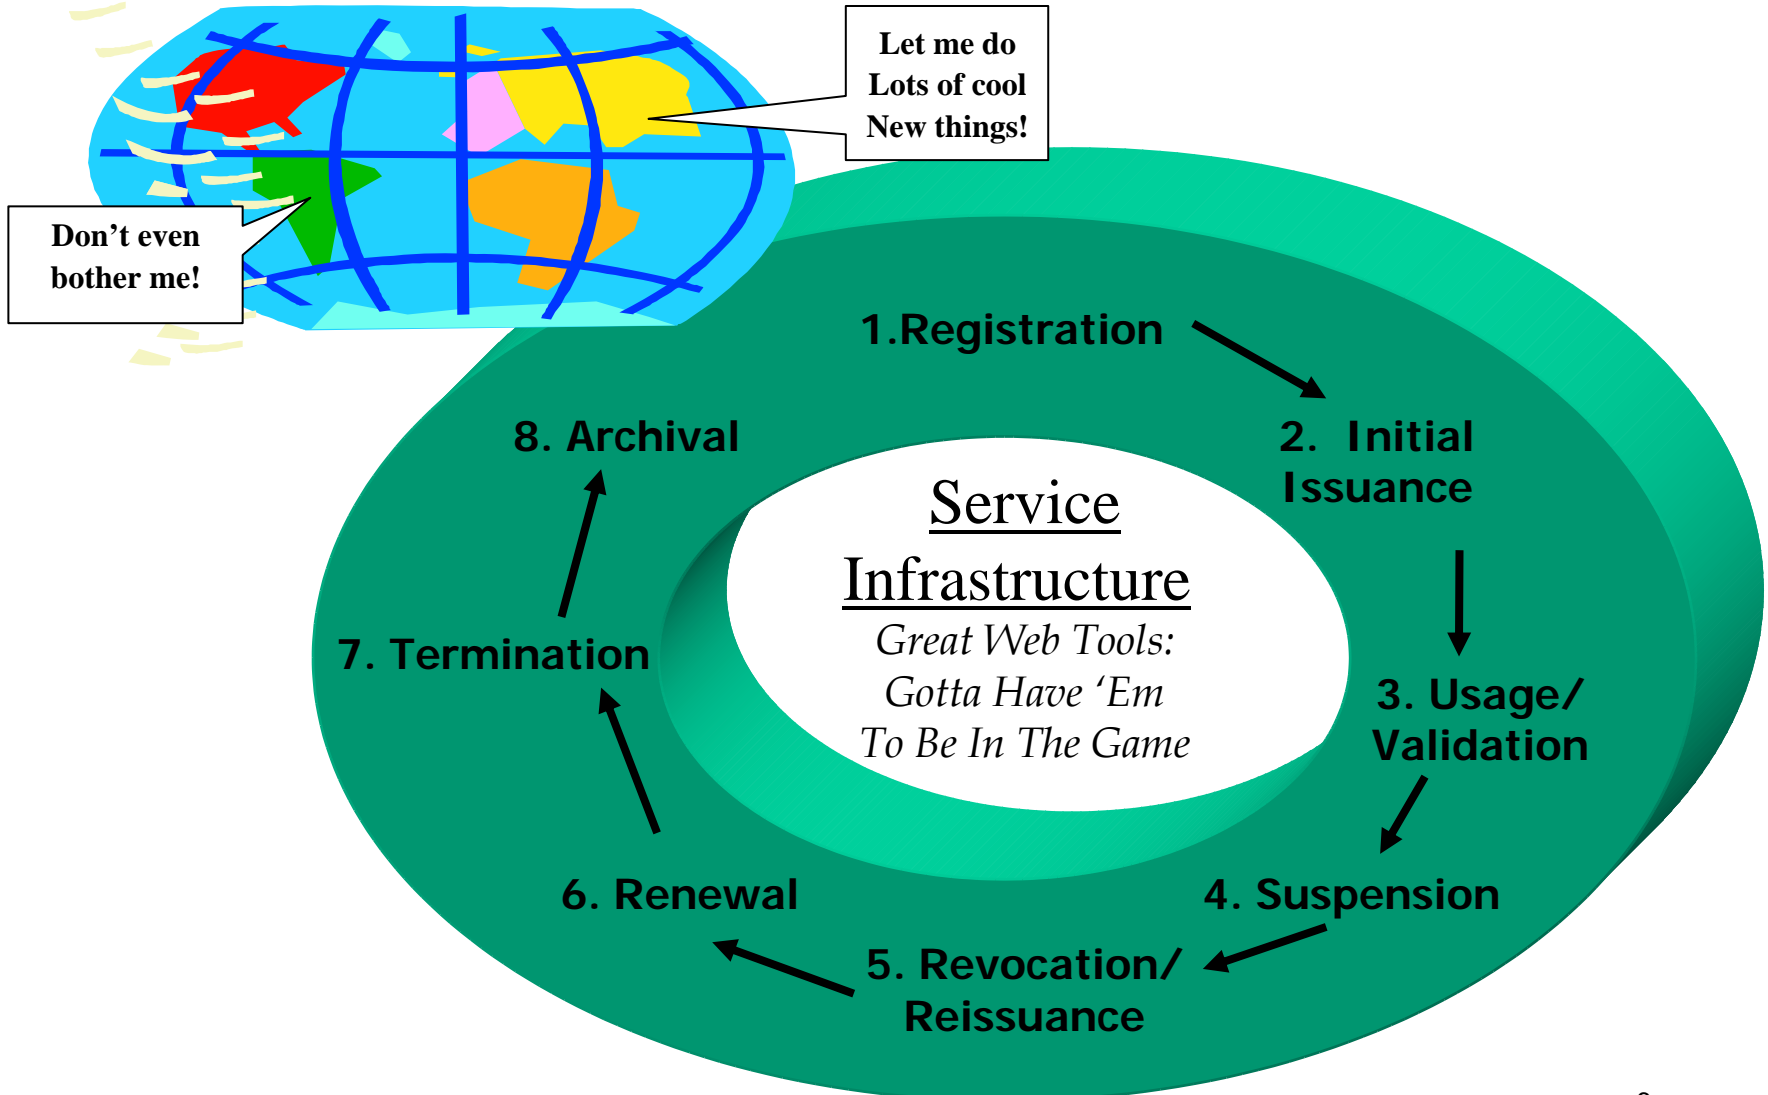 Let me do
Lots of cool
New things!
Don’t even
bother me!
1.Registration
2. Initial
Issuance
3. Usage/
Validation
4. Suspension
5. Revocation/
Reissuance
6. Renewal
7. Termination
8. Archival
Service
Infrastructure
Great Web Tools:
Gotta Have ‘Em
To Be In The Game